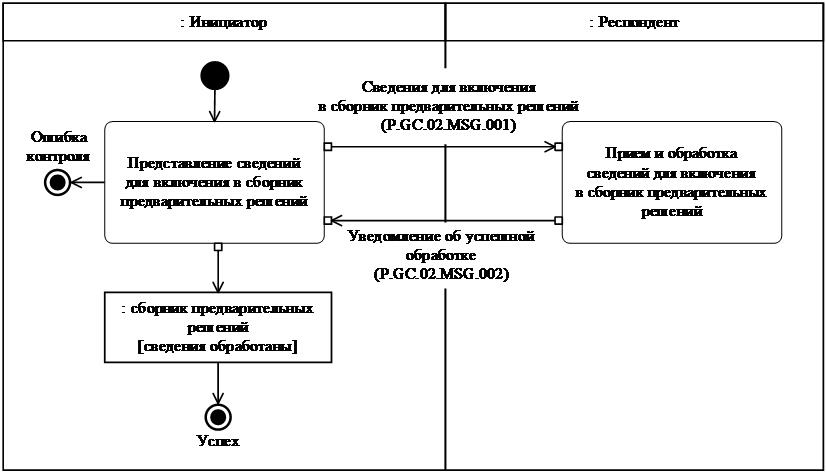 : Инициатор
: Респондент
Сведения для включения
в сборник предварительных решений
(P.GC.02.MSG.001)
Ошибка
контроля
Представление сведений
для включения в сборник
предварительных решений
Прием и обработка
сведений для включения
в сборник предварительных
решений
Уведомление об успешной
обработке
(P.GC.02.MSG.002)
: сборник предварительных
решений
[сведения обработаны]
Успех